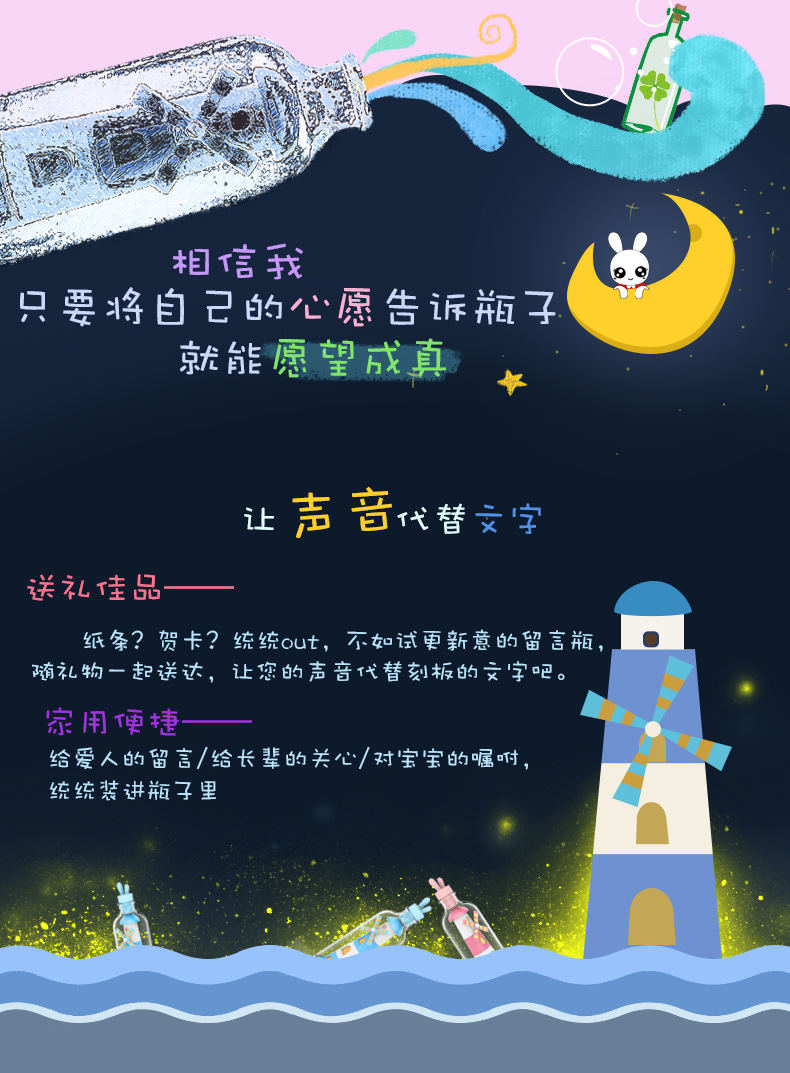 相信我
只要将自己的心愿告诉瓶子
就能愿望成真
让声音代替文字
送礼佳品——
纸条？贺卡？统统out，不如试更新意的留言瓶，
随礼物一起送达，让您的声音代替刻板的文字吧。
家用便捷——
给爱人的留言/给长辈的关心/对宝宝的嘱咐，
统统装进瓶子里